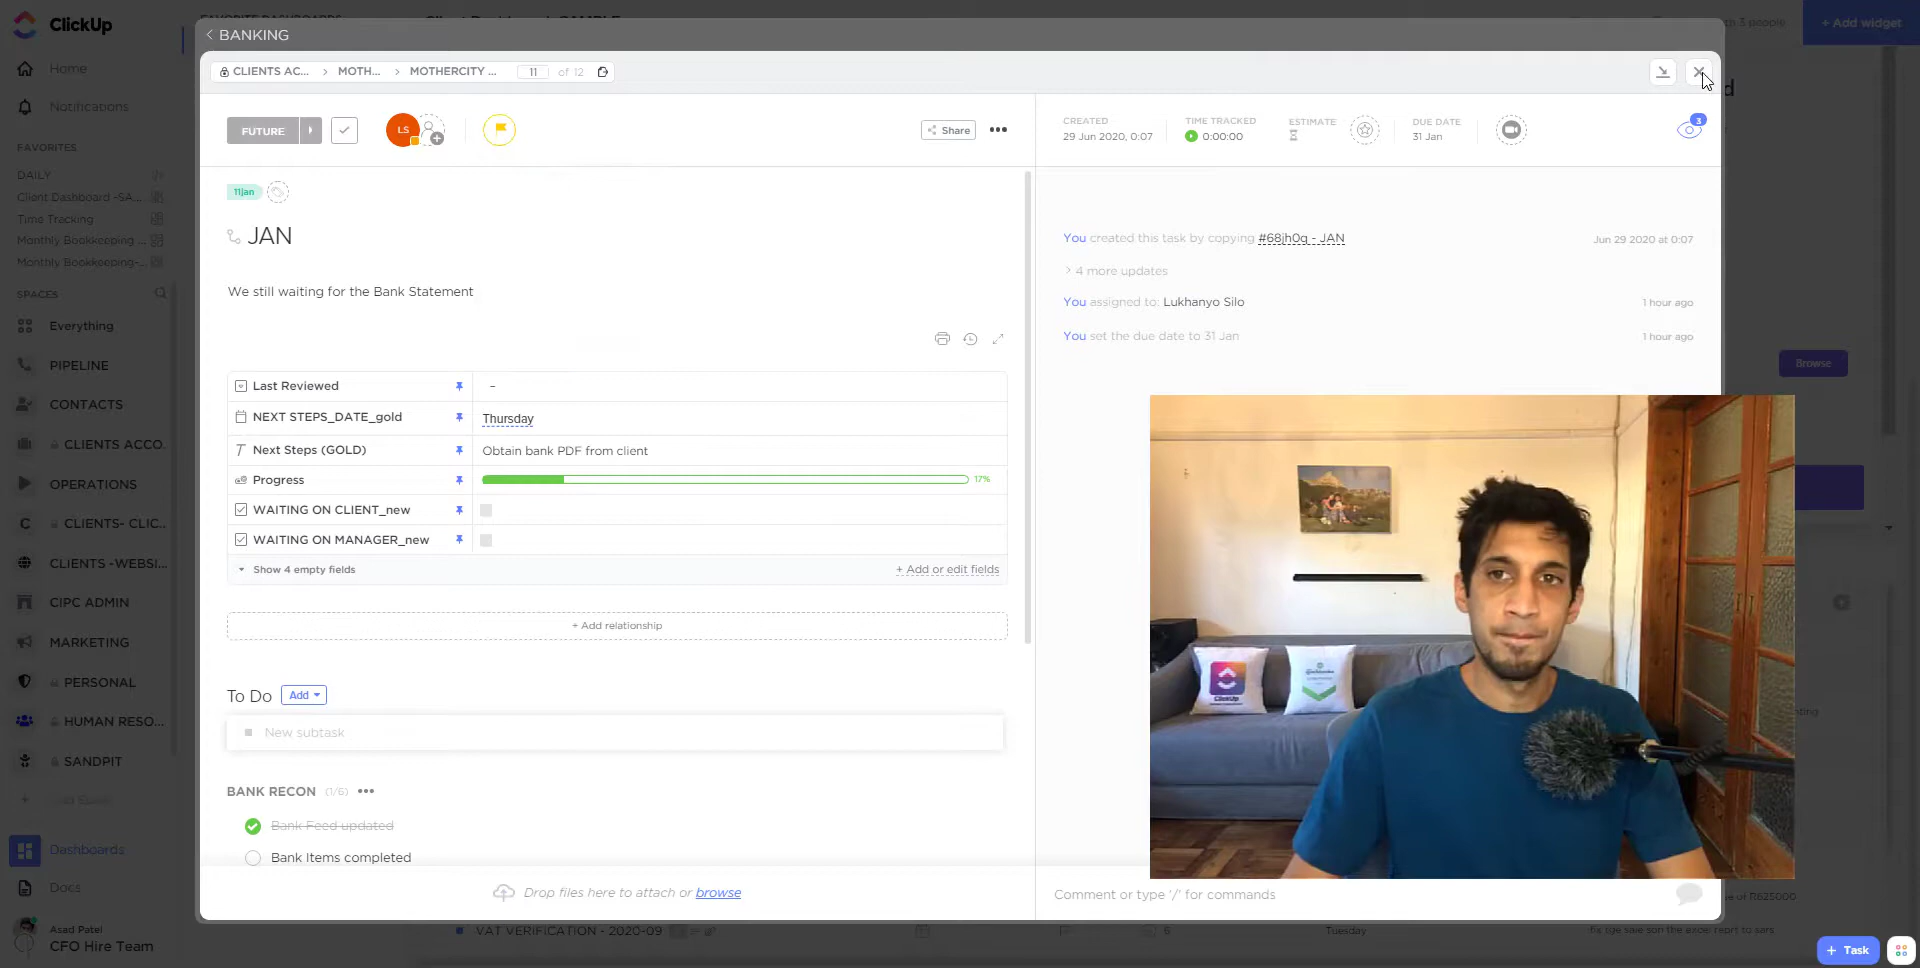 ClickUp
Home
Notifications
FAVORITES
DAILY
Client Dashboard -SA...
Time Tracking
Monthly Bookkeeping ...
Monthly Bookkeeping-...
SPACES
Everything
PIPELINE
CONTACTS
CLIENTS ACCO...
OPERATIONS
CLIENTS- CLIC...
CLIENTS -WEBSI...
CIPC ADMIN
MARKETING
PERSONAL
HUMAN RESO...
SANDPIT
Dashboards
Docs
Asad Patel
CFO Hire Team
+ Add widget
BANKING
CLIENTS AC... > MOTH... > MOTHERCITY ... 11 of 12
FUTURE
LS
Share
11jan
JAN
We still waiting for the Bank Statement
Last Reviewed –
NEXT STEPS_DATE_gold Thursday
Next Steps (GOLD) Obtain bank PDF from client
Progress 17%
WAITING ON CLIENT_new
WAITING ON MANAGER_new
Show 4 empty fields + Add or edit fields
+ Add relationship
To Do Add
New subtask
BANK RECON (1/6)
Bank Feed updated
Bank Items completed
Drop files here to attach or browse
CREATED
29 Jun 2020, 0:07
TIME TRACKED
0:00:00
ESTIMATE
DUE DATE
31 Jan
3
You created this task by copying #68jh0q - JAN Jun 29 2020 at 0:07
> 4 more updates
You assigned to: Lukhanyo Silo 1 hour ago
You set the due date to 31 Jan 1 hour ago
Browse
ClickUp
Comment or type '/' for commands
VAT VERIFICATION - 2020-09
6
Tuesday
+ Task